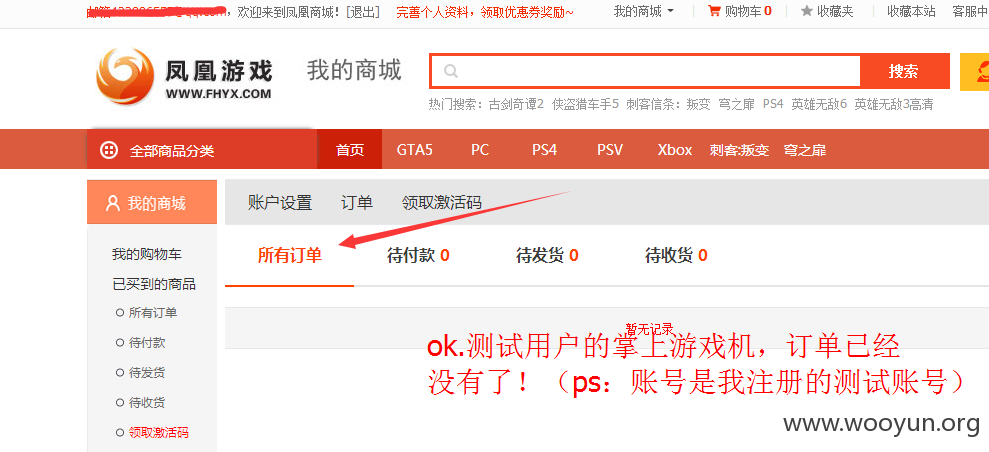 ，欢迎来到凤凰商城！[退出] 完善个人资料，领取优惠券奖励~ 我的商城 购物车 0 收藏夹 收藏本站 客服中
凤凰游戏 我的商城 搜索
WWW.FHYX.COM
热门搜索：古剑奇谭2 侠盗猎车手5 刺客信条：叛变 穹之扉 PS4 英雄无敌6 英雄无敌3高清
全部商品分类 首页 GTA5 PC PS4 PSV Xbox 刺客:叛变 穹之扉
我的商城 账户设置 订单 领取激活码
所有订单 待付款 0 待发货 0 待收货 0
我的购物车
已买到的商品
所有订单
待付款
待发货
待收货
领取激活码
暂无记录
ok.测试用户的掌上游戏机，订单已经
没有了！（ps：账号是我注册的测试账号）
www.wooyun.org